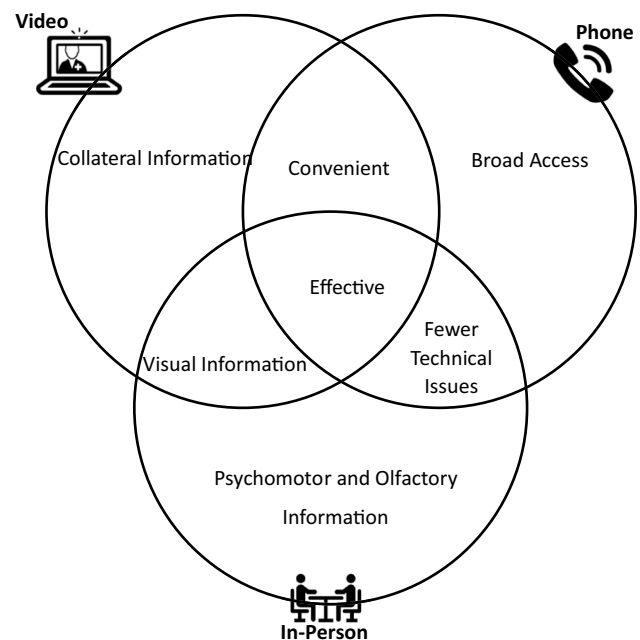 Video
Phone
Collateral Information
Convenient
Broad Access
Effective
Visual Information
Fewer
Technical
Issues
Psychomotor and Olfactory
Information
In-Person